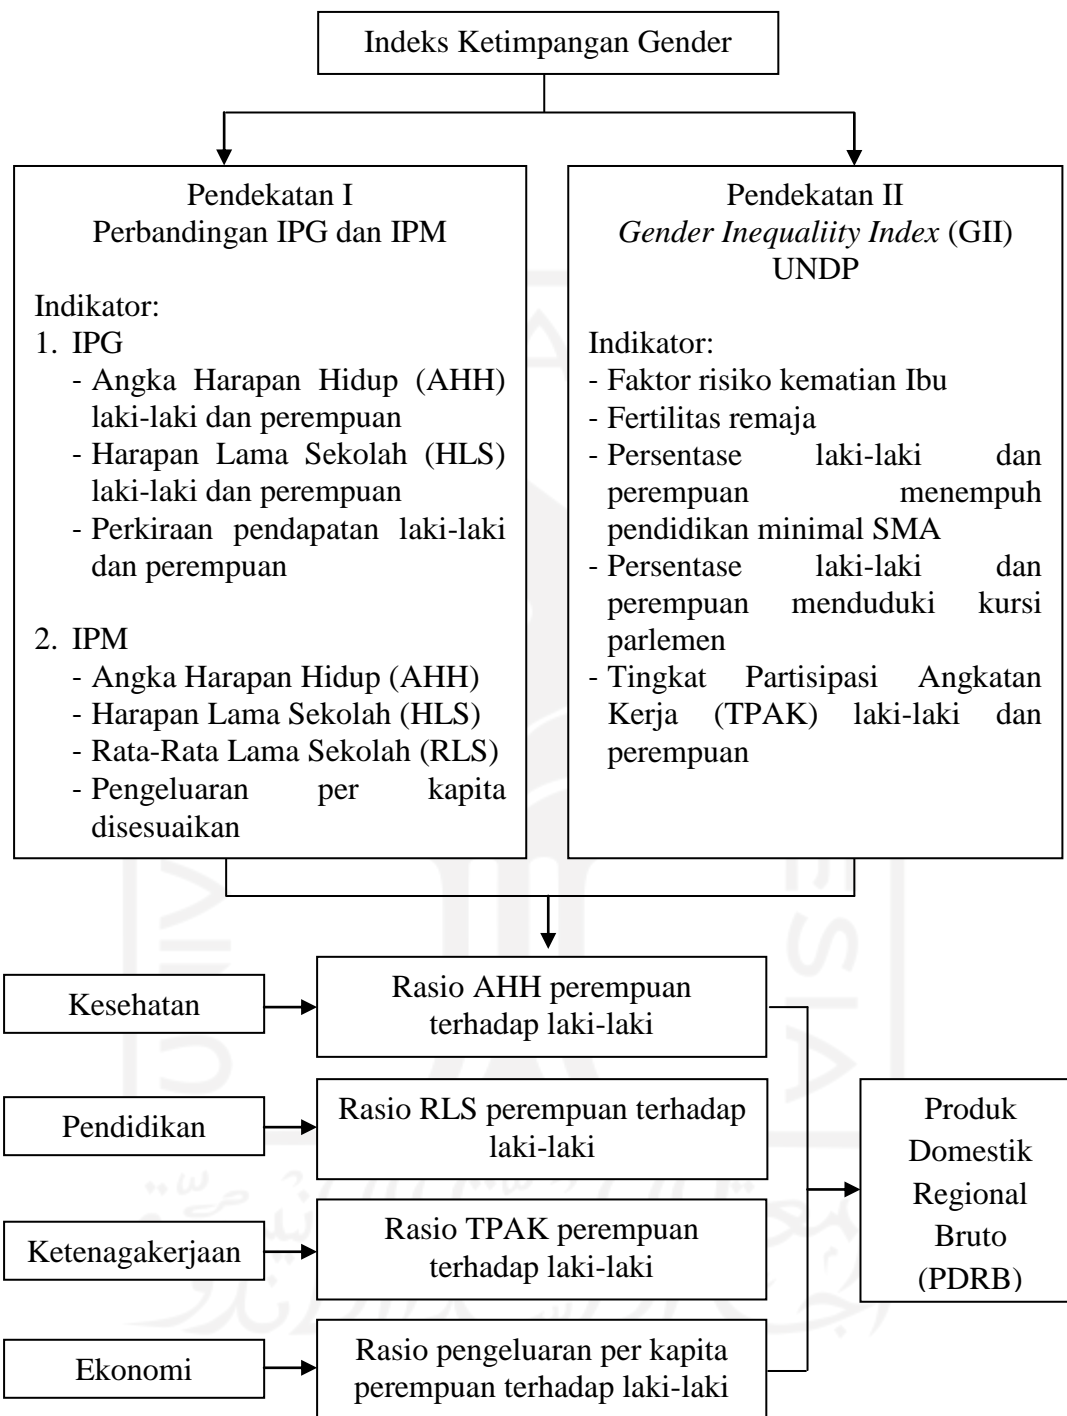 Indeks Ketimpangan Gender
Pendekatan I
Perbandingan IPG dan IPM
Indikator:
1. IPG
- Angka Harapan Hidup (AHH)
laki-laki dan perempuan
- Harapan Lama Sekolah (HLS)
laki-laki dan perempuan
- Perkiraan pendapatan laki-laki
dan perempuan
2. IPM
- Angka Harapan Hidup (AHH)
- Harapan Lama Sekolah (HLS)
- Rata-Rata Lama Sekolah (RLS)
- Pengeluaran per kapita
disesuaikan
Pendekatan II
Gender Inequaliity Index (GII)
UNDP
Indikator:
- Faktor risiko kematian Ibu
- Fertilitas remaja
- Persentase laki-laki dan
perempuan menempuh
pendidikan minimal SMA
- Persentase laki-laki dan
perempuan menduduki kursi
parlemen
- Tingkat Partisipasi Angkatan
Kerja (TPAK) laki-laki dan
perempuan
Kesehatan
Rasio AHH perempuan
terhadap laki-laki
Pendidikan
Rasio RLS perempuan terhadap
laki-laki
Ketenagakerjaan
Rasio TPAK perempuan
terhadap laki-laki
Ekonomi
Rasio pengeluaran per kapita
perempuan terhadap laki-laki
Produk
Domestik
Regional
Bruto
(PDRB)